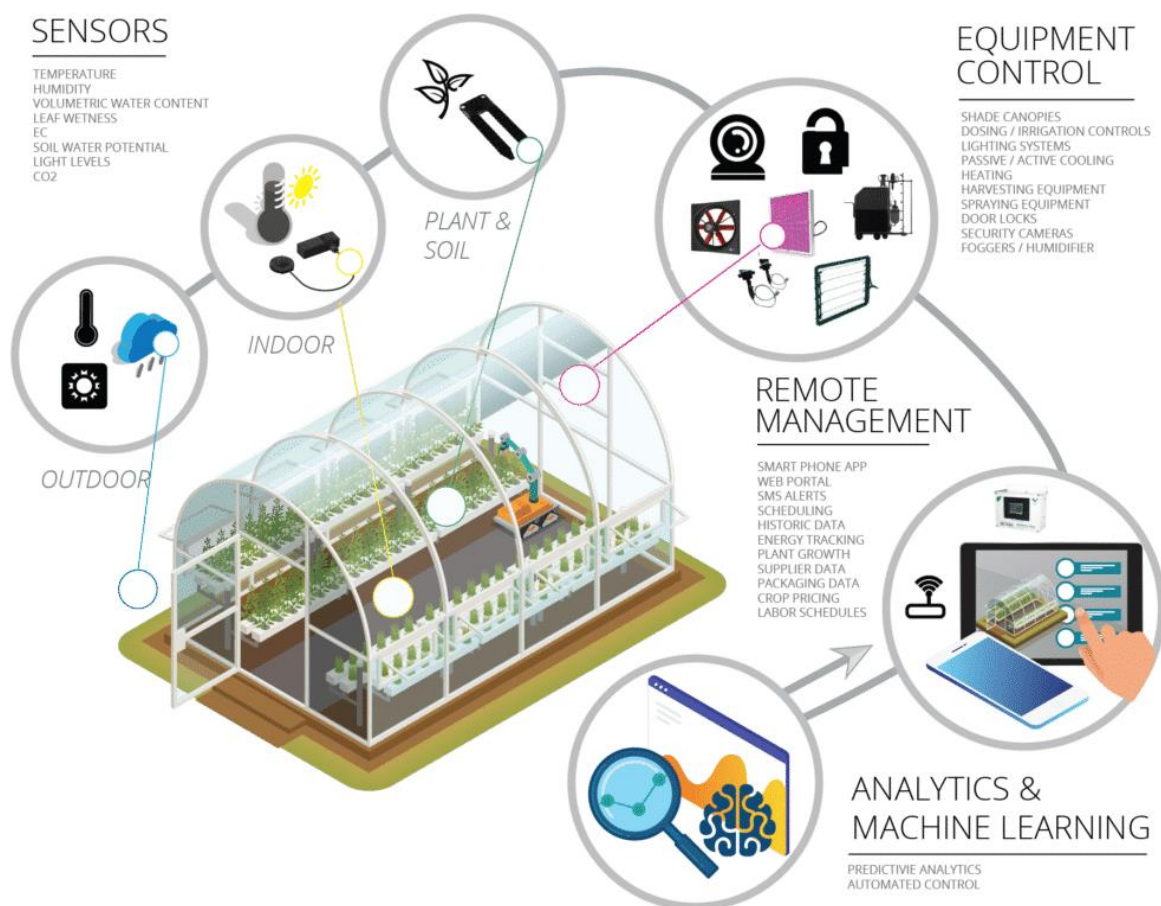 SENSORS
TEMPERATURE
HUMIDITY
VOLUMETRIC WATER CONTENT
LEAF WETNESS
EC
SOIL WATER POTENTIAL
LIGHT LEVELS
CO2
OUTDOOR
INDOOR
PLANT &
SOIL
EQUIPMENT
CONTROL
SHADE CANOPIES
DOSING / IRRIGATION CONTROLS
LIGHTING SYSTEMS
PASSIVE / ACTIVE COOLING
HEATING
HARVESTING EQUIPMENT
SPRAYING EQUIPMENT
DOOR LOCKS
SECURITY CAMERAS
FOGGERS / HUMIDIFIER
REMOTE
MANAGEMENT
SMART PHONE APP
WEB PORTAL
SMS ALERTS
SCHEDULING
HISTORIC DATA
ENERGY TRACKING
PLANT GROWTH
SUPPLIER DATA
PACKAGING DATA
CROP PRICING
LABOR SCHEDULES
ANALYTICS &
MACHINE LEARNING
PREDICTIVIE ANALYTICS
AUTOMATED CONTROL